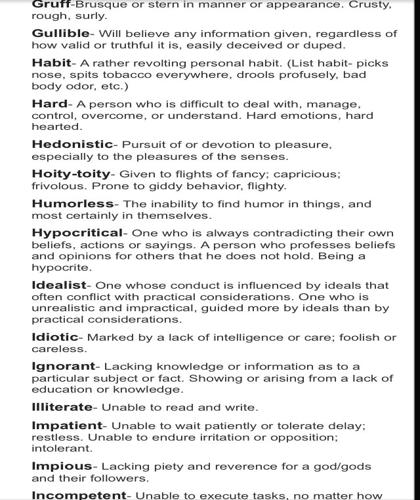 Gruff-Brusque or stern in manner or appearance. Crusty,
rough, surly.
Gullible- Will believe any information given, regardless of
how valid or truthful it is, easily deceived or duped.
Habit- A rather revolting personal habit. (List habit- picks
nose, spits tobacco everywhere, drools profusely, bad
body odor, etc.)
Hard- A person who is difficult to deal with, manage,
control, overcome, or understand. Hard emotions, hard
hearted.
Hedonistic- Pursuit of or devotion to pleasure,
especially to the pleasures of the senses.
Hoity-toity- Given to flights of fancy; capricious;
frivolous. Prone to giddy behavior, flighty.
Humorless- The inability to find humor in things, and
most certainly in themselves.
Hypocritical- One who is always contradicting their own
beliefs, actions or sayings. A person who professes beliefs
and opinions for others that he does not hold. Being a
hypocrite.
Idealist- One whose conduct is influenced by ideals that
often conflict with practical considerations. One who is
unrealistic and impractical, guided more by ideals than by
practical considerations.
Idiotic- Marked by a lack of intelligence or care; foolish or
careless.
Ignorant- Lacking knowledge or information as to a
particular subject or fact. Showing or arising from a lack of
education or knowledge.
Illiterate- Unable to read and write.
Impatient- Unable to wait patiently or tolerate delay;
restless. Unable to endure irritation or opposition;
intolerant.
Impious- Lacking piety and reverence for a god/gods
and their followers.
Incompetent- Unable to execute tasks, no matter how